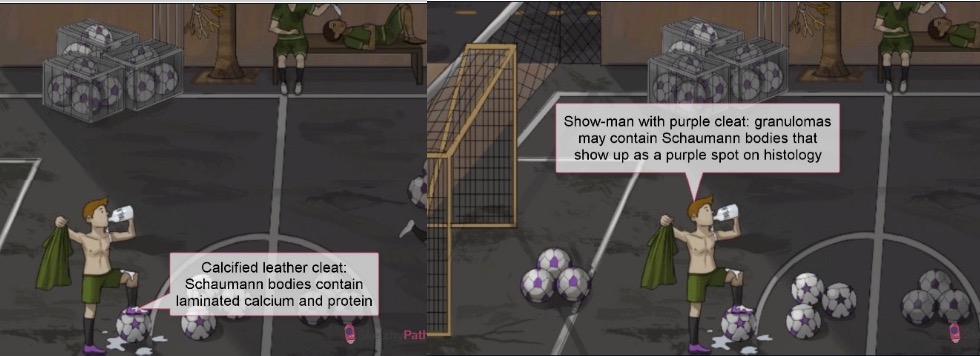 Show-man with purple cleat: granulomas
may contain Schaumann bodies that
show up as a purple spot on histology
Calcified leather cleat:
Schaumann bodies contain
laminated calcium and protein
Path